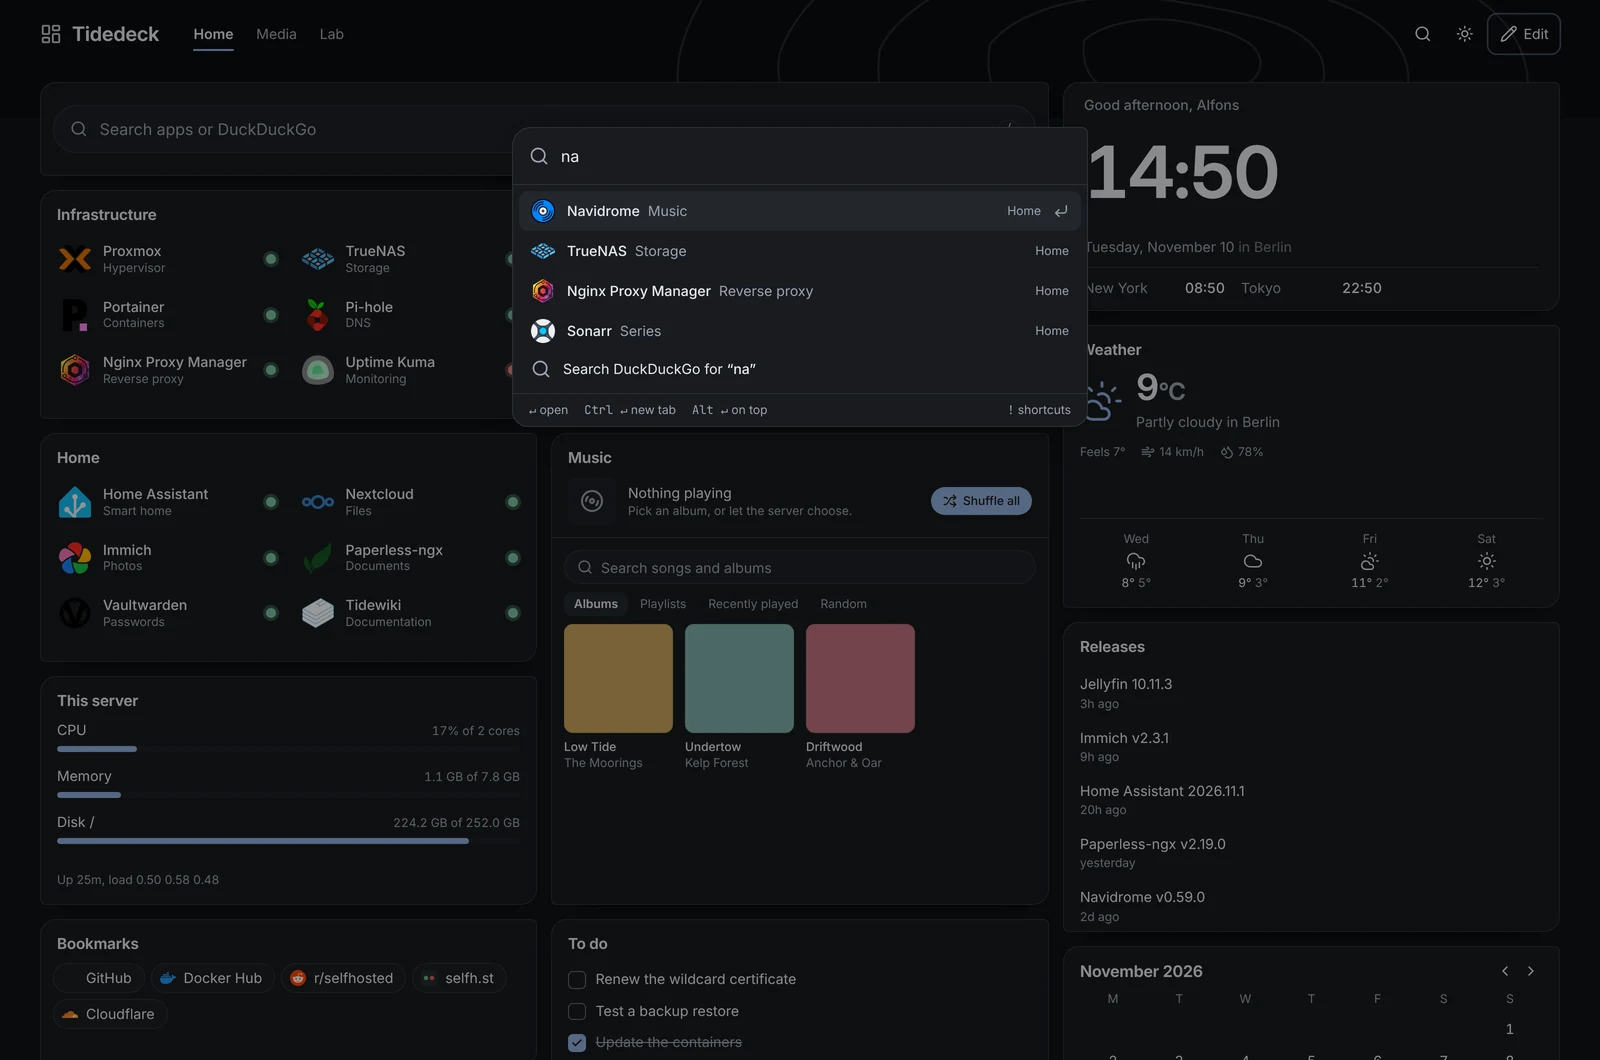 Tidedeck
Home
Media
Lab
Edit
Search apps or DuckDuckGo
na
Navidrome Music Home
TrueNAS Storage Home
Nginx Proxy Manager Reverse proxy Home
Sonarr Series Home
Search DuckDuckGo for “na”
↵ open Ctrl ↵ new tab Alt ↵ on top ! shortcuts
Infrastructure
Proxmox
Hypervisor
TrueNAS
Storage
Portainer
Containers
Pi-hole
DNS
Nginx Proxy Manager
Reverse proxy
Uptime Kuma
Monitoring
Home
Home Assistant
Smart home
Nextcloud
Files
Immich
Photos
Paperless-ngx
Documents
Vaultwarden
Passwords
Tidewiki
Documentation
This server
CPU 17% of 2 cores
Memory 1.1 GB of 7.8 GB
Disk / 224.2 GB of 252.0 GB
Up 25m, load 0.50 0.58 0.48
Bookmarks
GitHub
Docker Hub
r/selfhosted
selfh.st
Cloudflare
Music
Nothing playing
Pick an album, or let the server choose.
Shuffle all
Search songs and albums
Albums Playlists Recently played Random
Low Tide
The Moorings
Undertow
Kelp Forest
Driftwood
Anchor & Oar
To do
Renew the wildcard certificate
Test a backup restore
Update the containers
Good afternoon, Alfons
14:50
Tuesday, November 10 in Berlin
New York 08:50 Tokyo 22:50
Weather
9°C
Partly cloudy in Berlin
Feels 7° 14 km/h 78%
Wed Thu Fri Sat
8° 5° 9° 3° 11° 2° 12° 3°
Releases
Jellyfin 10.11.3
3h ago
Immich v2.3.1
9h ago
Home Assistant 2026.11.1
20h ago
Paperless-ngx v2.19.0
yesterday
Navidrome v0.59.0
2d ago
November 2026
M T W T F S S
1